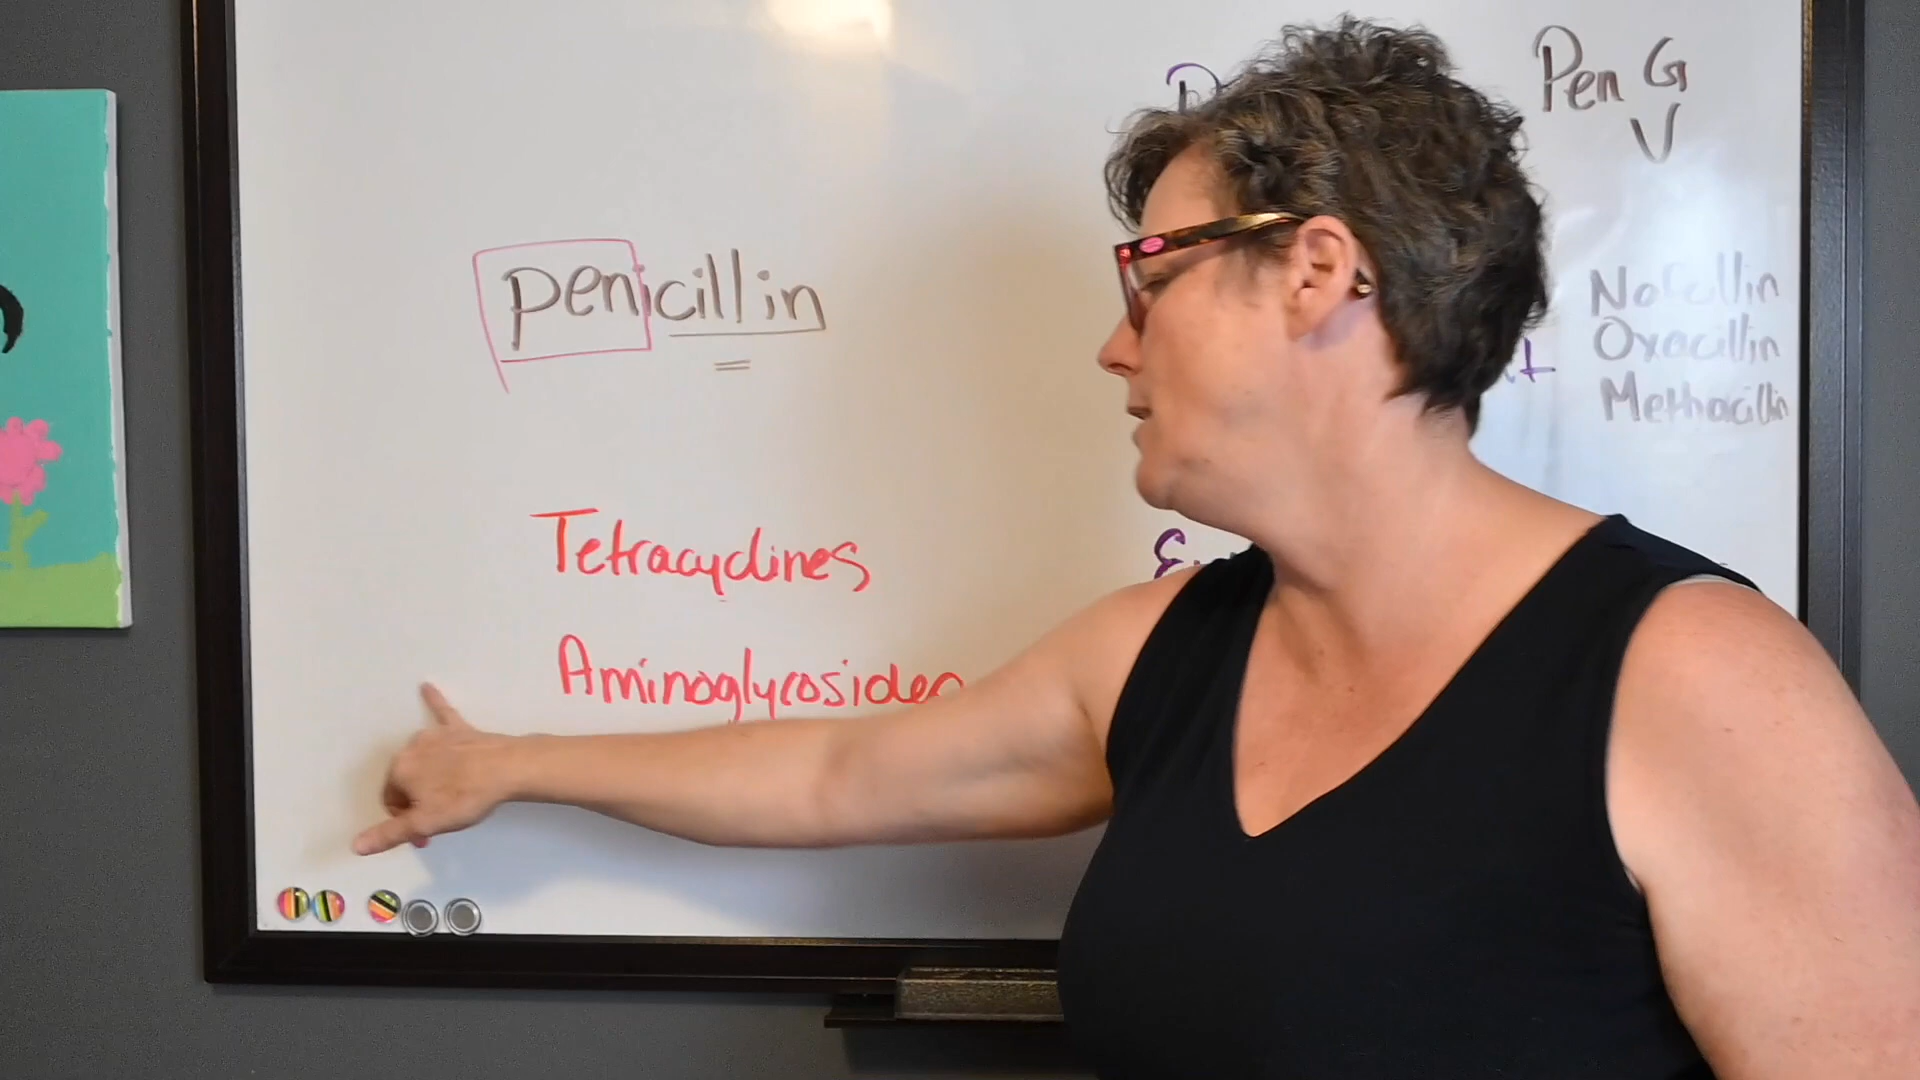 Pen G
V
penicillin
Nafcillin
Oxacillin
Methacillin
Tetracyclines
Aminoglycosides